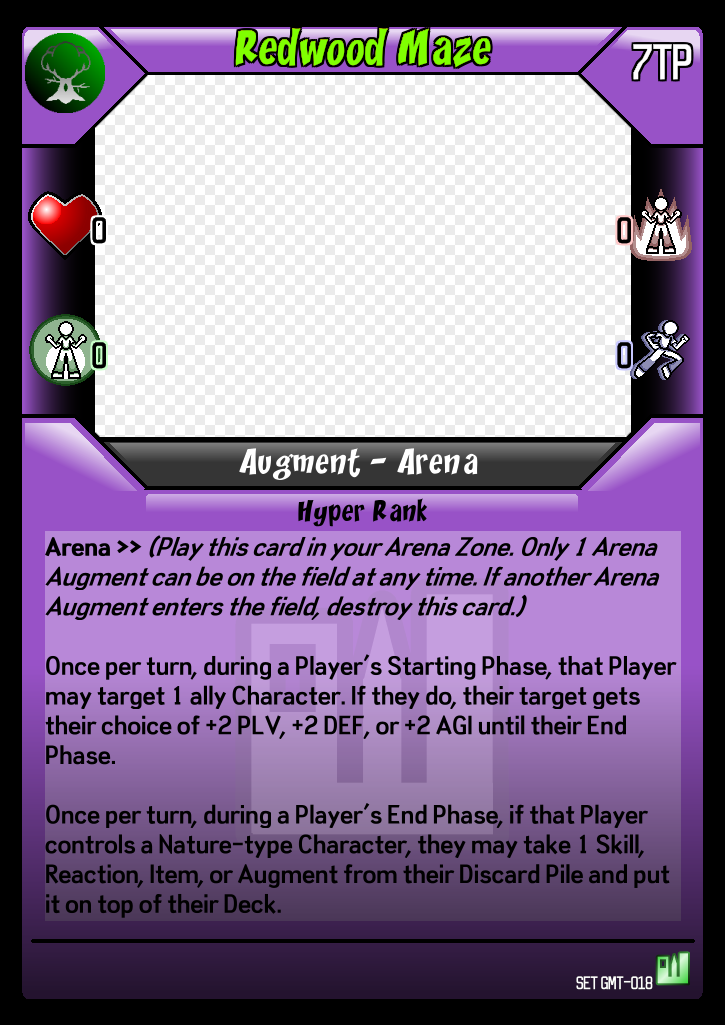 Redwood Maze
7TP
0
0
0
0
Augment - Arena
Hyper Rank
Arena >> (Play this card in your Arena Zone. Only 1 Arena
Augment can be on the field at any time. If another Arena
Augment enters the field, destroy this card.)
Once per turn, during a Player's Starting Phase, that Player
may target 1 ally Character. If they do, their target gets
their choice of +2 PLV, +2 DEF, or +2 AGI until their End
Phase.
Once per turn, during a Player's End Phase, if that Player
controls a Nature-type Character, they may take 1 Skill,
Reaction, Item, or Augment from their Discard Pile and put
it on top of their Deck.
SET GMT-018